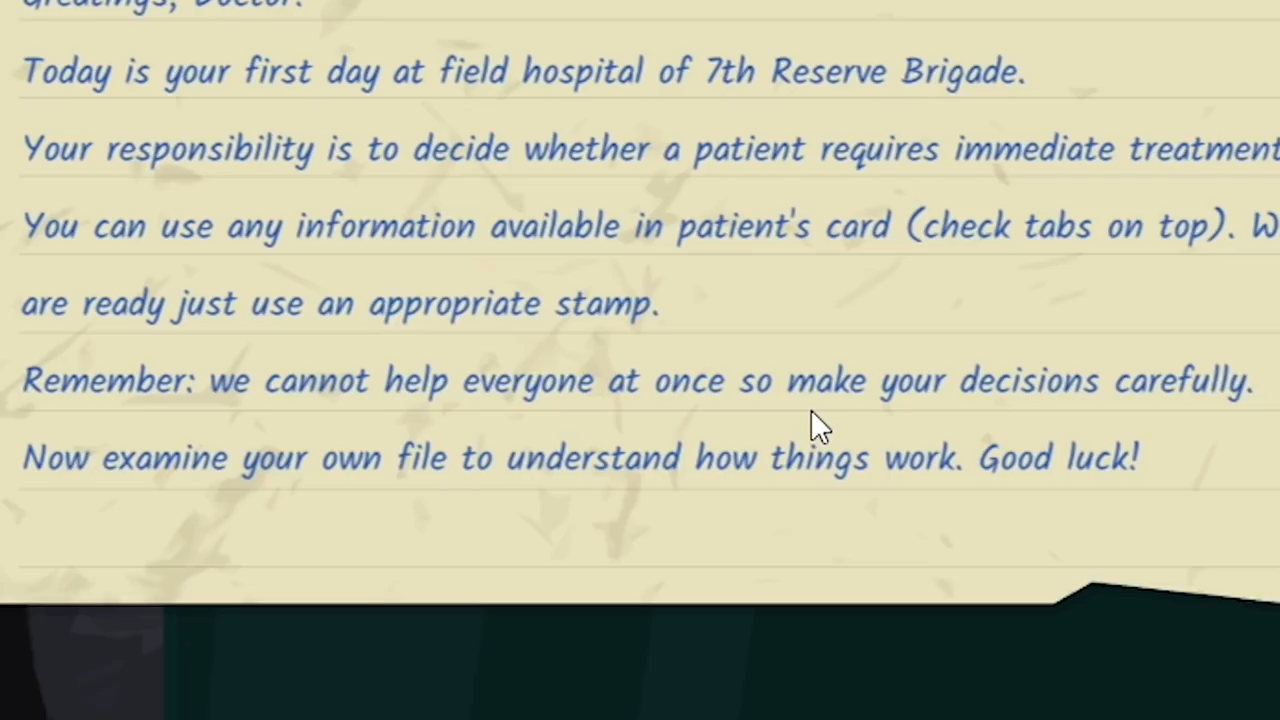 Greetings, Doctor!
Today is your first day at field hospital of 7th Reserve Brigade.
Your responsibility is to decide whether a patient requires immediate treatment
You can use any information available in patient's card (check tabs on top). W
are ready just use an appropriate stamp.
Remember: we cannot help everyone at once so make your decisions carefully.
Now examine your own file to understand how things work. Good luck!